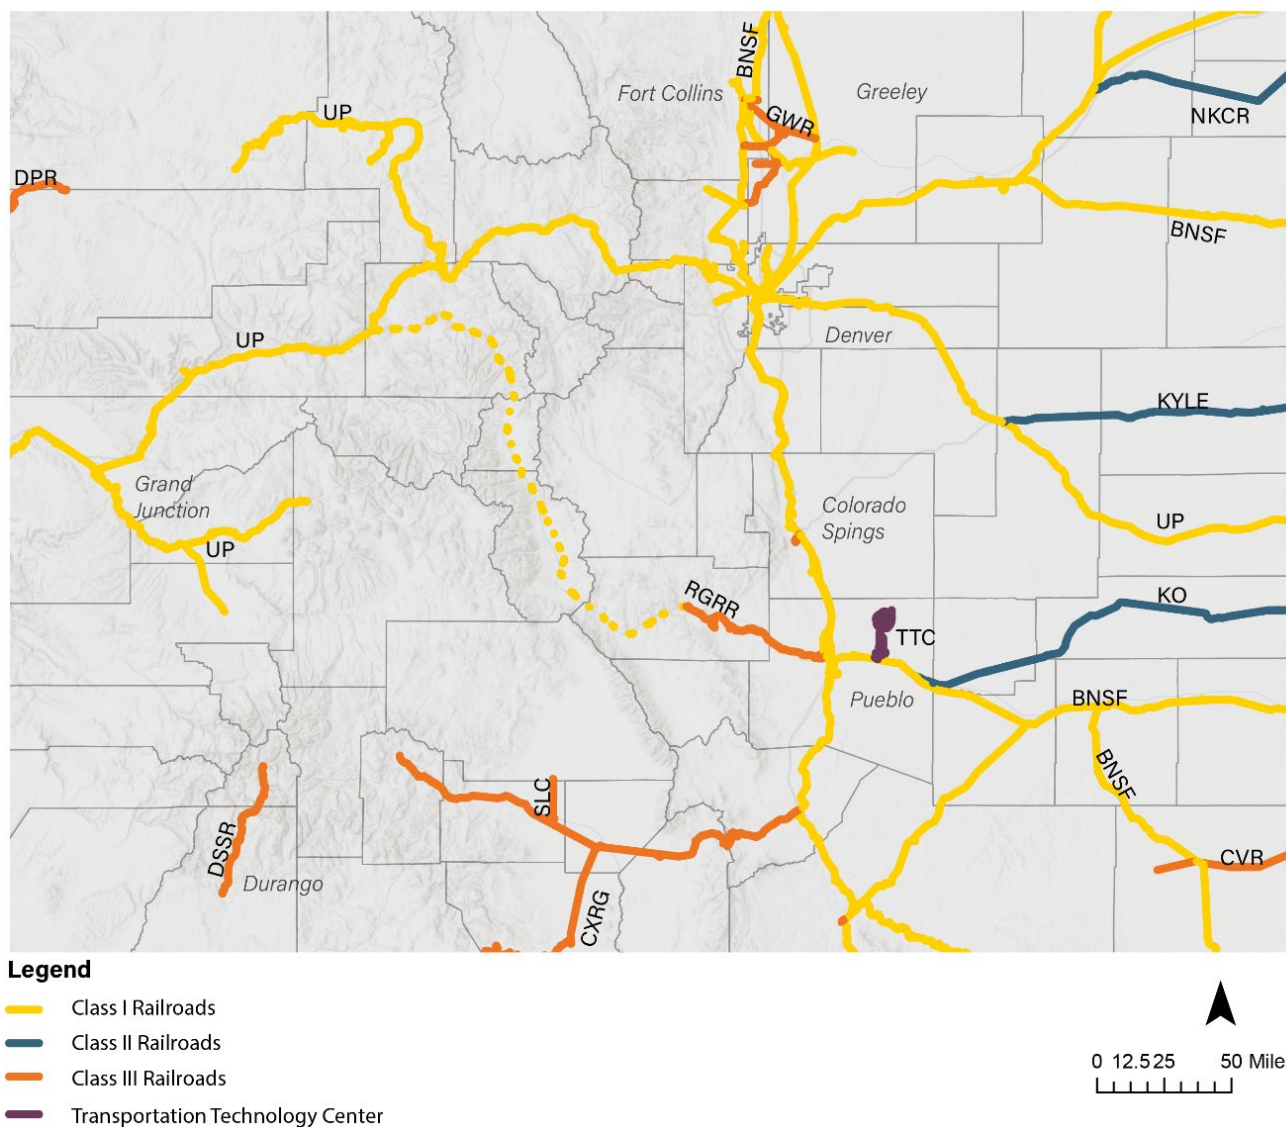 BNSF
UP
Fort Collins
Greeley
GWR
NKCR
DPR
BNSF
UP
Denver
KYLE
Grand
Junction
Colorado
Spings
UP
UP
RGRR
KO
TTC
Pueblo
BNSF
BNSF
SLC
DSSR
Durango
CXRG
CVR
Legend
Class I Railroads
Class II Railroads
Class III Railroads
Transportation Technology Center
0 12.525 50 Mile